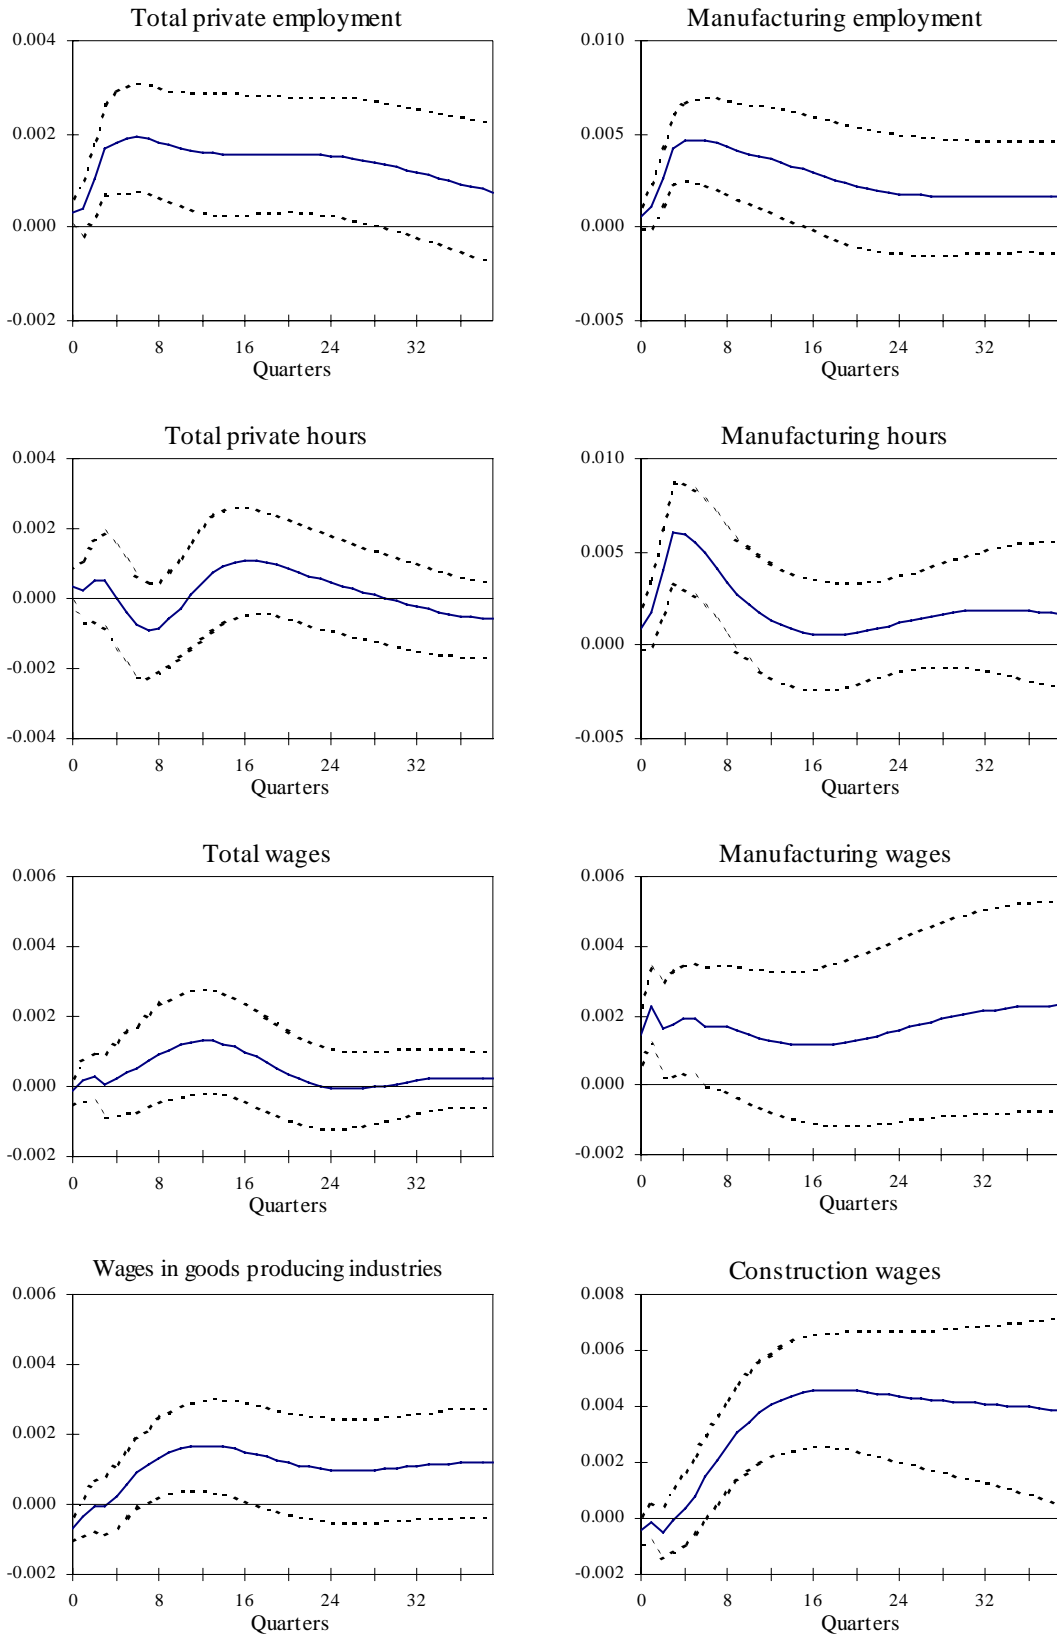 Total private employment
0.004
0.002
0.000
-0.002
0 8 16 24 32
Quarters
Manufacturing employment
0.010
0.005
0.000
-0.005
0 8 16 24 32
Quarters
Total private hours
0.004
0.002
0.000
-0.002
-0.004
0 8 16 24 32
Quarters
Manufacturing hours
0.010
0.005
0.000
-0.005
0 8 16 24 32
Quarters
Total wages
0.006
0.004
0.002
0.000
-0.002
0 8 16 24 32
Quarters
Manufacturing wages
0.006
0.004
0.002
0.000
-0.002
0 8 16 24 32
Quarters
Wages in goods producing industries
0.006
0.004
0.002
0.000
-0.002
0 8 16 24 32
Quarters
Construction wages
0.008
0.006
0.004
0.002
0.000
-0.002
0 8 16 24 32
Quarters